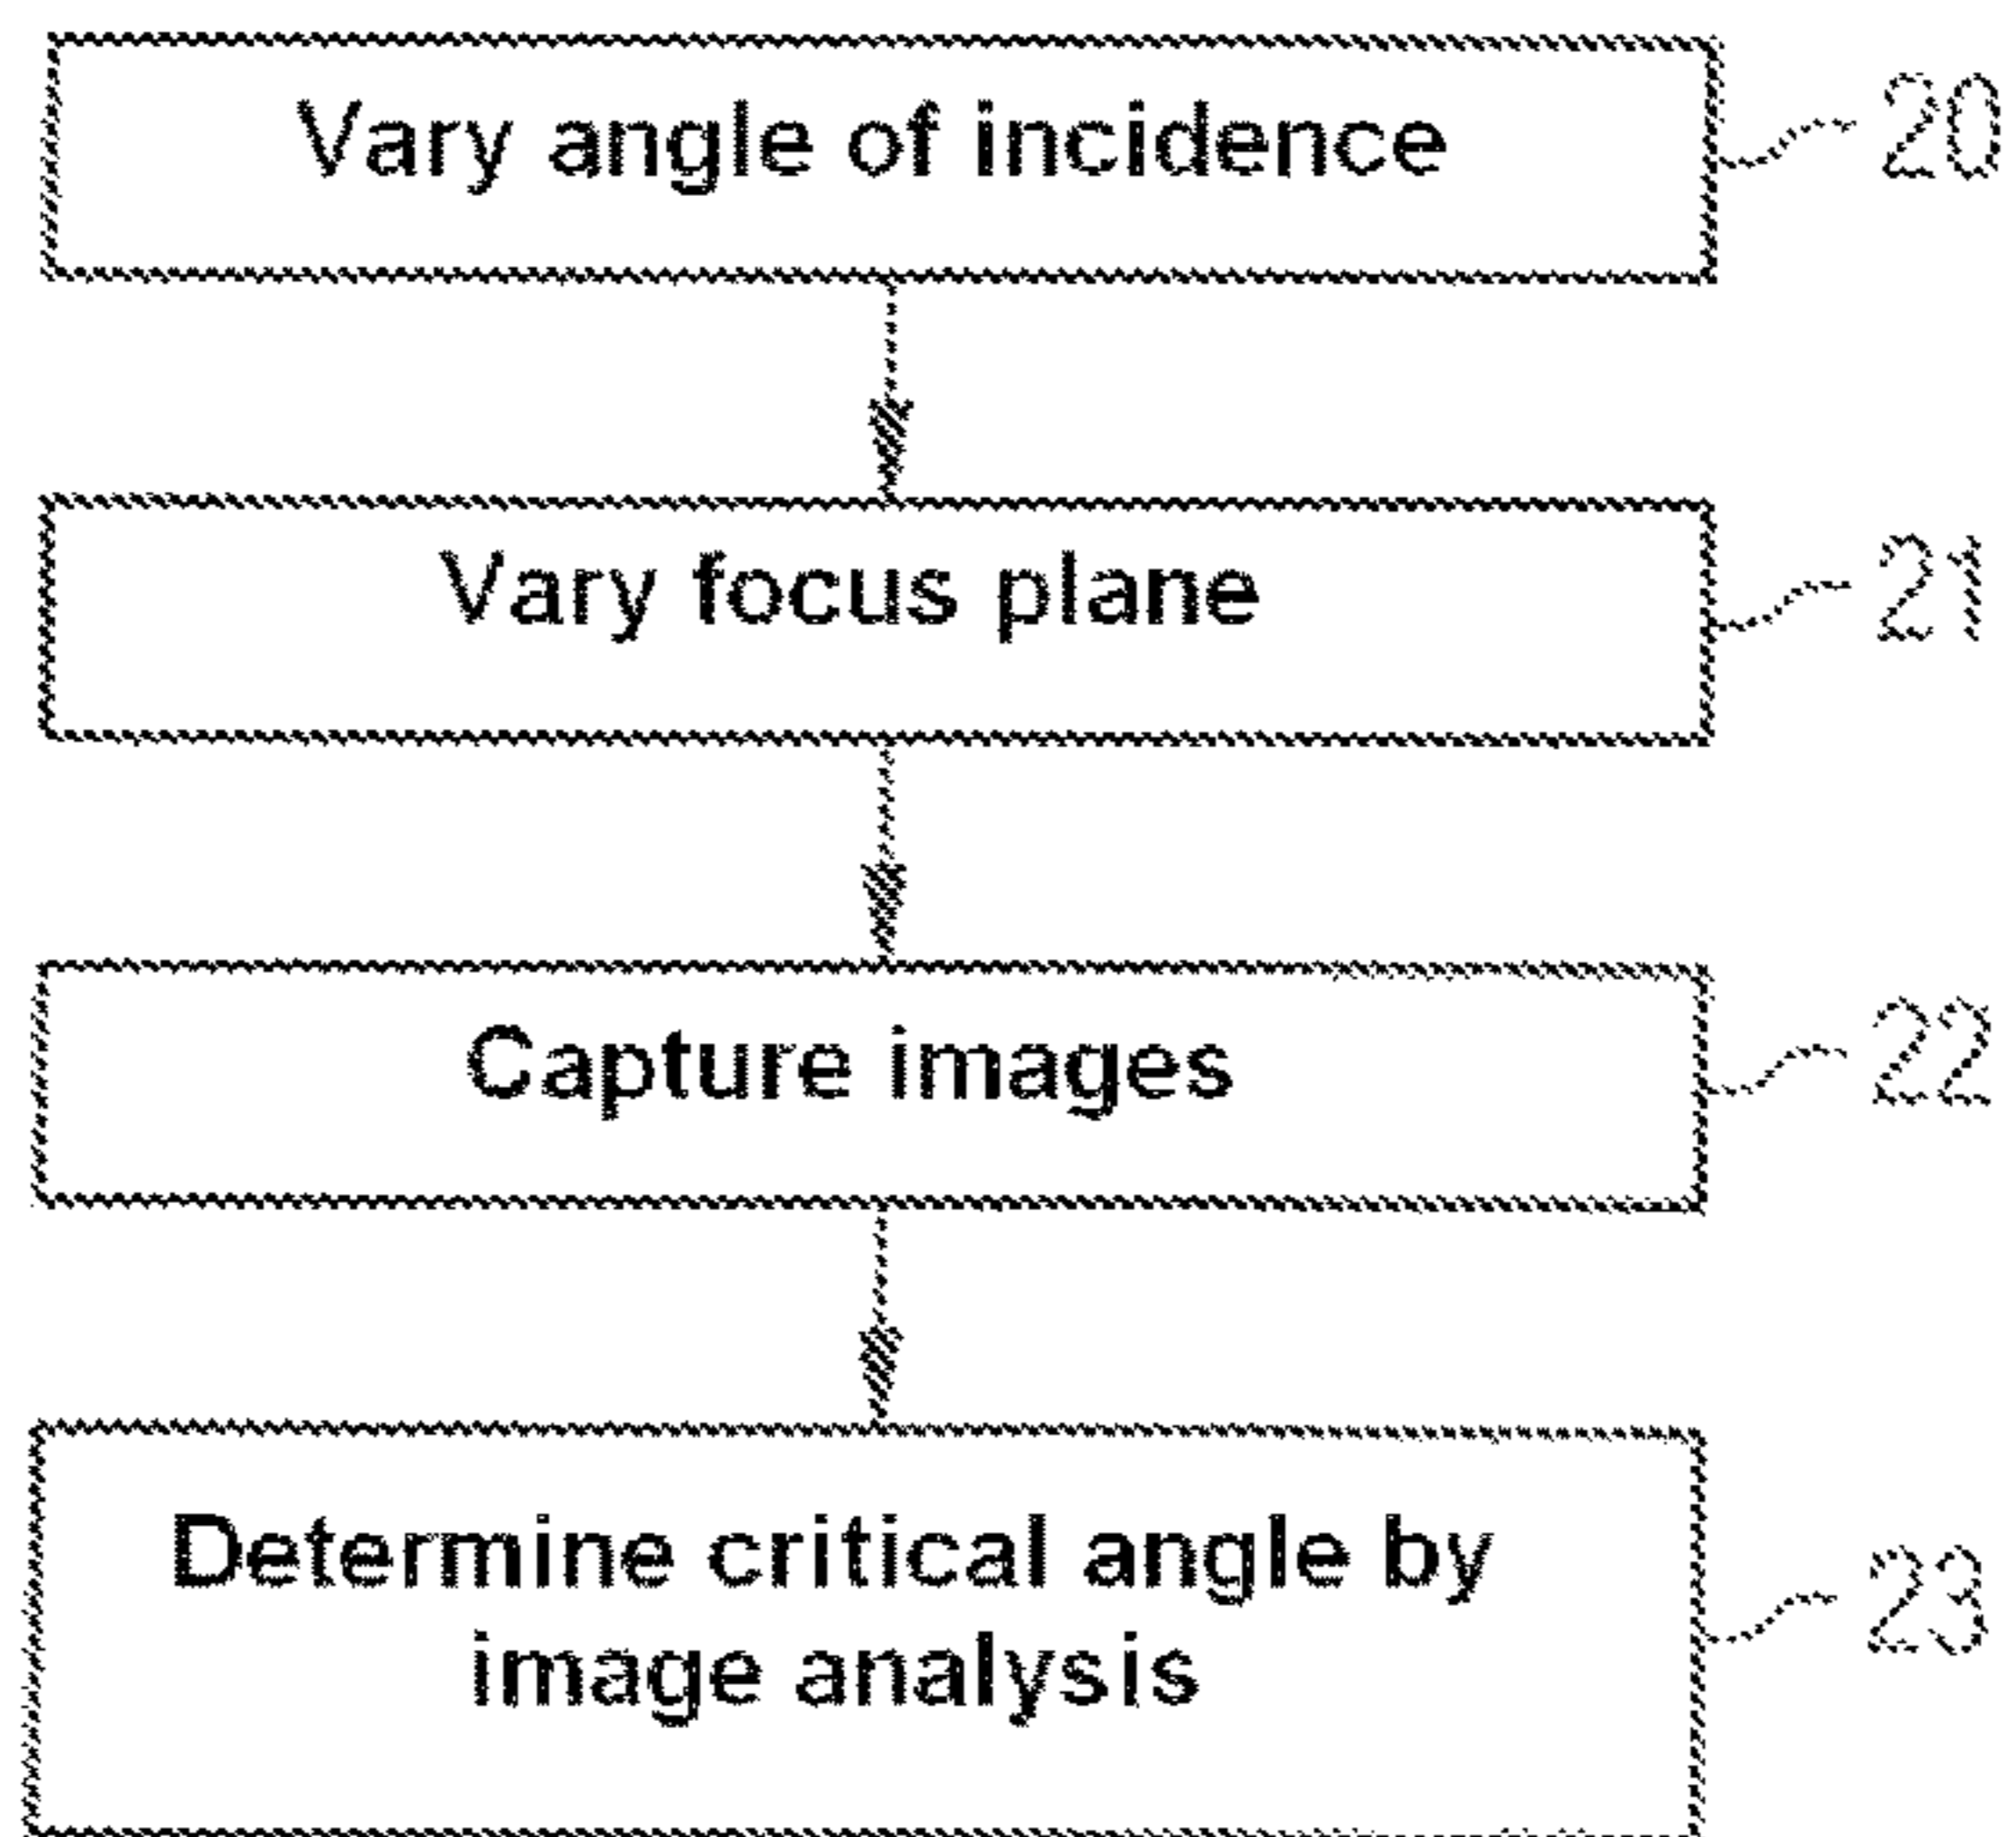 Vary angle of incidence
20
Vary focus plane
21
Capture images
22
Determine critical angle by
image analysis
23